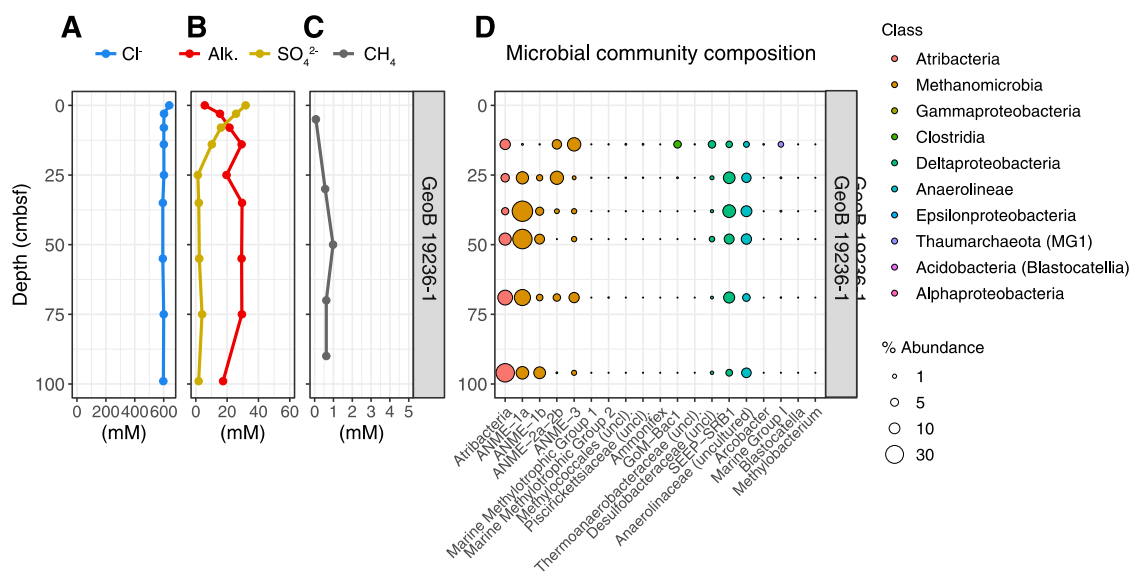 A
B
C
D
Cl-
Alk.
SO₄²⁻
CH₄
Microbial community composition
Depth (cmbsf)
0
25
50
75
100
0
200
400
600
(mM)
0
20
40
60
(mM)
0
1
2
3
4
5
(mM)
GeoB 19236-1
0
25
50
75
100
GeoB 19236-1
GeoB 19236-1
Atribacteria
ANME-1a
ANME-1b
ANME-2a-2b
ANME-3
Marine Methylotrophic Group 1
Marine Methylotrophic Group 2
Methylococcales (uncl)
Piscirickettsiaceae (uncl)
Ammonifex
GoM-Bac1
Thermoanaerobacteraceae (uncl)
Desulfobacteraceae (uncl)
SEEP-SRB1
Anaerolinaceae (uncultured)
Arcobacter
Marine Group I
Blastocatella
Methylobacterium
Class
Atribacteria
Methanomicrobia
Gammaproteobacteria
Clostridia
Deltaproteobacteria
Anaerolineae
Epsilonproteobacteria
Thaumarchaeota (MG1)
Acidobacteria (Blastocatellia)
Alphaproteobacteria
% Abundance
1
5
10
30